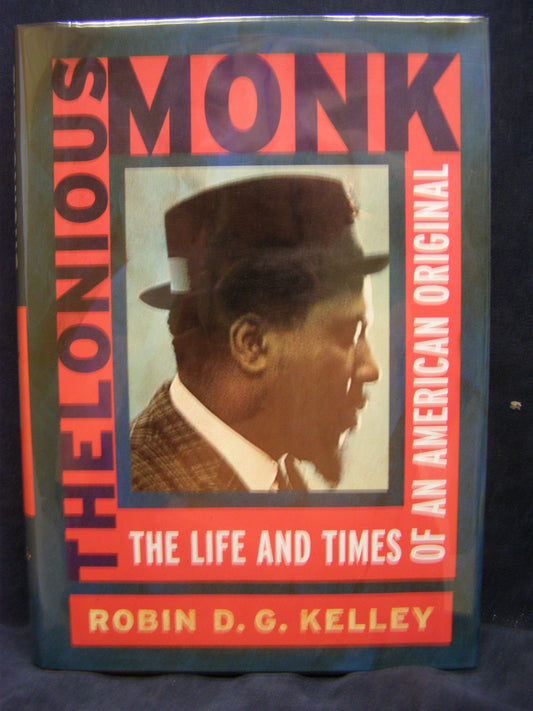 THELONIOUS
MONK
THE LIFE AND TIMES
OF AN AMERICAN ORIGINAL
ROBIN D. G. KELLEY